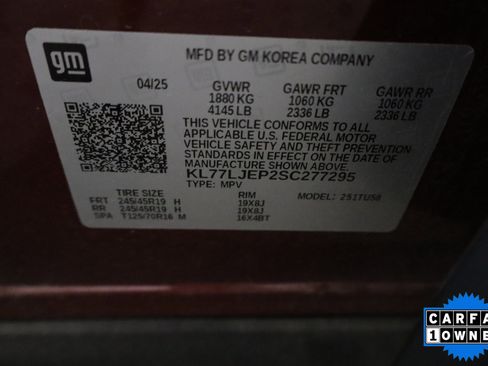 gm
MFD BY GM KOREA COMPANY
04/25 GVWR GAWR FRT GAWR RR
1880 KG 1060 KG 1060 KG
4145 LB 2336 LB 2336 LB
THIS VEHICLE CONFORMS TO ALL
APPLICABLE U.S. FEDERAL MOTOR
VEHICLE SAFETY AND THEFT PREVENTION
STANDARDS IN EFFECT ON THE DATE OF
MANUFACTURE SHOWN ABOVE
KL77LJEP2SC277295
TYPE: MPV MODEL: 251TU58
TIRE SIZE RIM
FRT 245/45R19 H 19X8J
RR 245/45R19 H 19X8J
SPA T125/70R16 M 16X4BT
CARFA
1 OWNE